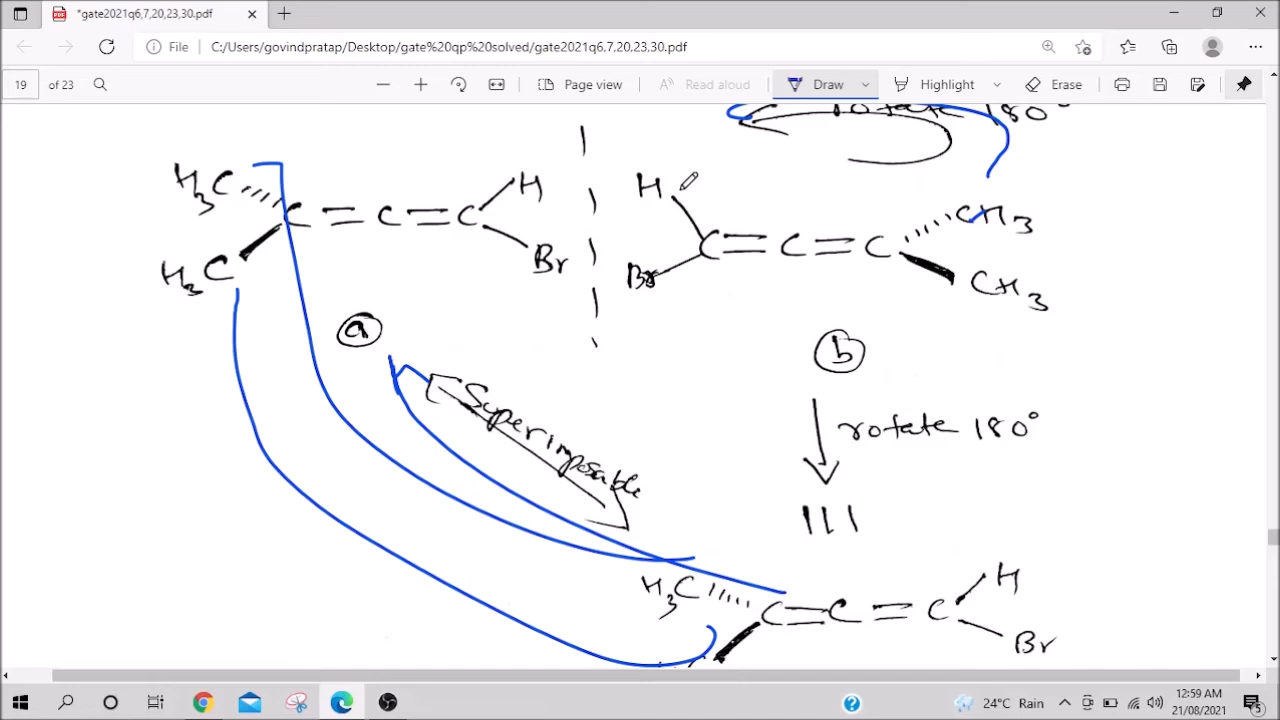 *gate2021q6,7,20,23,30.pdf
File C:/Users/govindpratap/Desktop/gate%20qp%20solved/gate2021q6,7,20,23,30.pdf
19 of 23 Page view Read aloud Draw Highlight Erase
rotate 180°
H3C H H CH3
C = C = C C = C = C
H3C Br Br CH3
a b
Superimposable
rotate 180°
H3C H
C = C = C
Br
24°C Rain 12:59 AM
21/08/2021
5